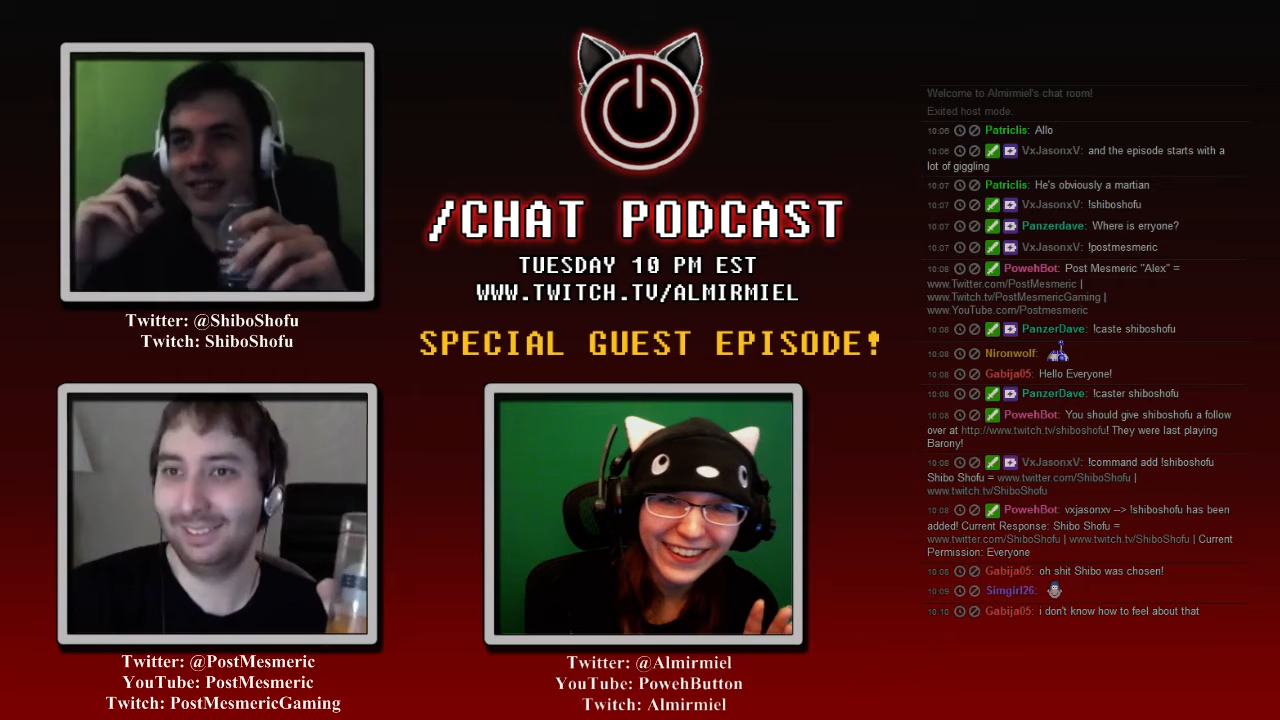 /CHAT PODCAST
TUESDAY 10 PM EST
WWW.TWITCH.TV/ALMIRMIEL
SPECIAL GUEST EPISODE!
Twitter: @ShiboShofu
Twitch: ShiboShofu
Twitter: @PostMesmeric
YouTube: PostMesmeric
Twitch: PostMesmericGaming
Twitter: @Almirmiel
YouTube: PowehButton
Twitch: Almirmiel
Welcome to Almirmiel's chat room!
Exited host mode.
10:06 Patriclis: Allo
10:06 VxJasonxV: and the episode starts with a
lot of giggling
10:07 Patriclis: He's obviously a martian
10:07 VxJasonxV: !shiboshofu
10:07 Panzerdave: Where is erryone?
10:07 VxJasonxV: !postmesmeric
10:08 PowehBot: Post Mesmeric "Alex" =
www.Twitter.com/PostMesmeric |
www.Twitch.tv/PostMesmericGaming |
www.YouTube.com/Postmesmeric
10:08 PanzerDave: !caste shiboshofu
10:08 Nironwolf:
10:08 Gabija05: Hello Everyone!
10:08 PanzerDave: !caster shiboshofu
10:08 PowehBot: You should give shiboshofu a follow
over at http://www.twitch.tv/shiboshofu! They were last playing
Barony!
10:08 VxJasonxV: !command add !shiboshofu
Shibo Shofu = www.twitter.com/ShiboShofu |
www.twitch.tv/ShiboShofu
10:08 PowehBot: vxjasonxv --> !shiboshofu has been
added! Current Response: Shibo Shofu =
www.twitter.com/ShiboShofu | www.twitch.tv/ShiboShofu | Current
Permission: Everyone
10:08 Gabija05: oh shit Shibo was chosen!
10:09 Simgirl26:
10:10 Gabija05: i don't know how to feel about that